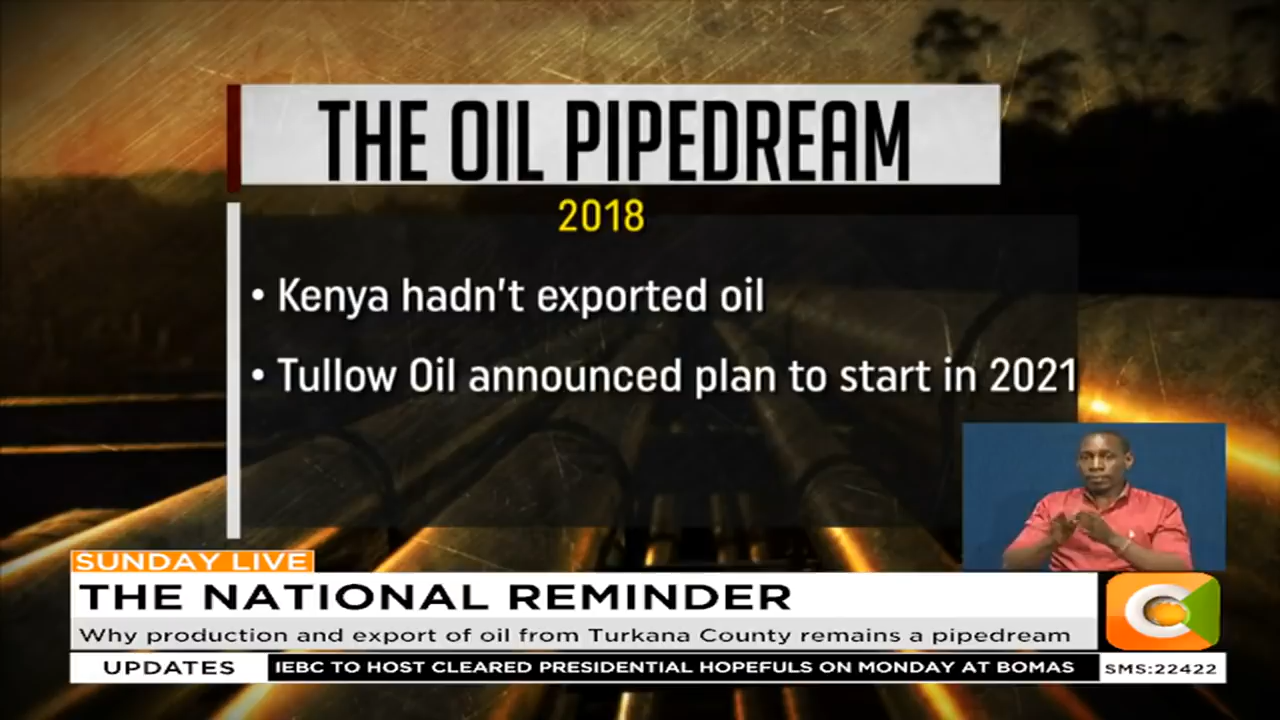 THE OIL PIPEDREAM
2018
• Kenya hadn't exported oil
• Tullow Oil announced plan to start in 2021
SUNDAY LIVE
THE NATIONAL REMINDER
Why production and export of oil from Turkana County remains a pipedream
UPDATES IEBC TO HOST CLEARED PRESIDENTIAL HOPEFULS ON MONDAY AT BOMAS SMS:22422